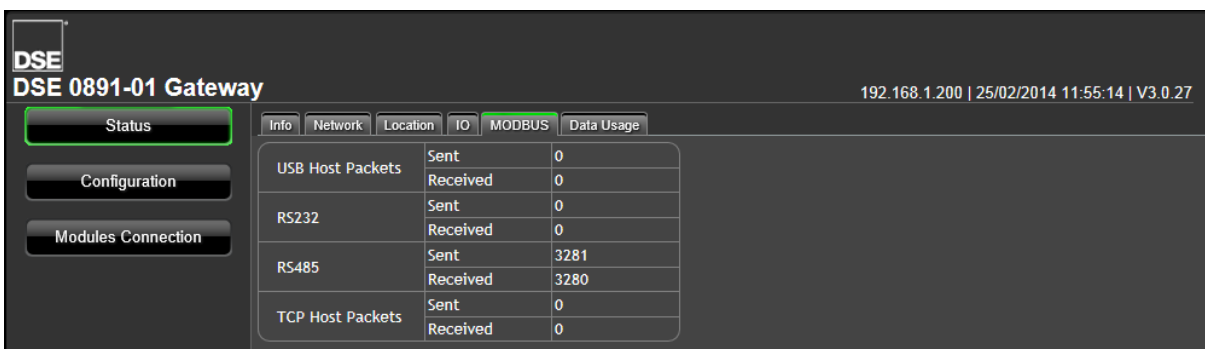 DSE
DSE 0891-01 Gateway
192.168.1.200 | 25/02/2014 11:55:14 | V3.0.27
Status
Configuration
Modules Connection
Info Network Location IO MODBUS Data Usage
USB Host Packets Sent 0
Received 0
RS232 Sent 0
Received 0
RS485 Sent 3281
Received 3280
TCP Host Packets Sent 0
Received 0